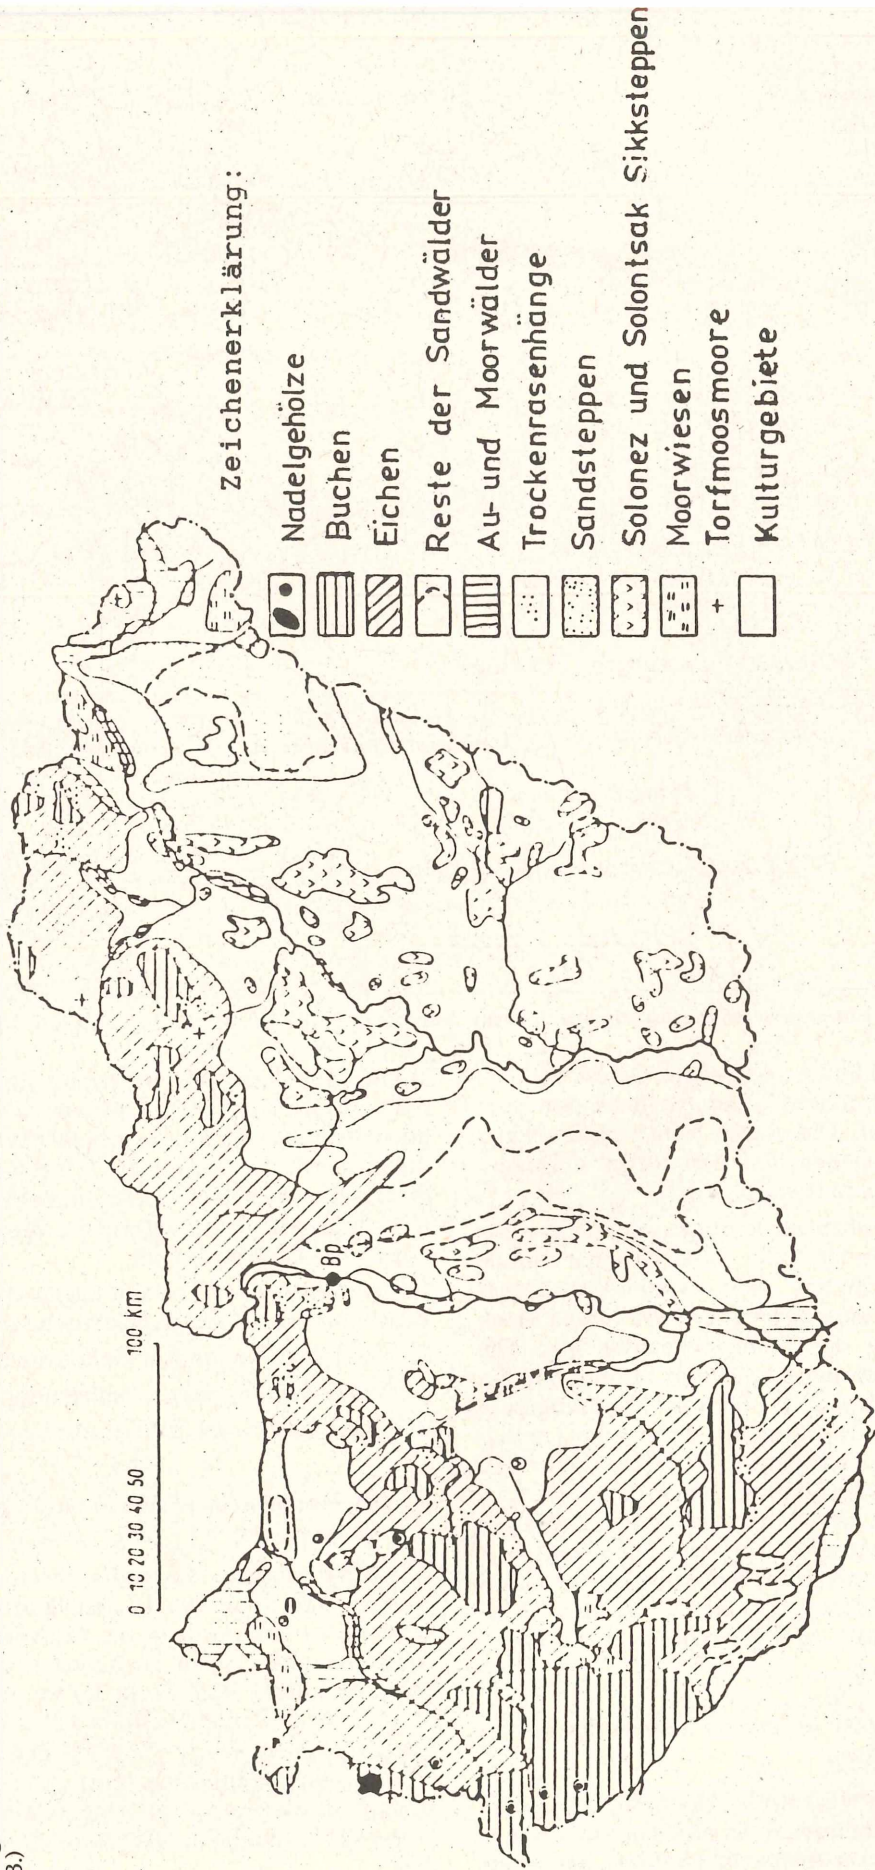 3.)
0 10 20 30 40 50 100 km
Bp
Zeichenerklärung:
Nadelgehölze
Buchen
Eichen
Reste der Sandwälder
Au- und Moorwälder
Trockenrasenhänge
Sandsteppen
Solonez und Solontsak Sikksteppen
Moorwiesen
+ Torfmoosmoore
Kulturgebiete